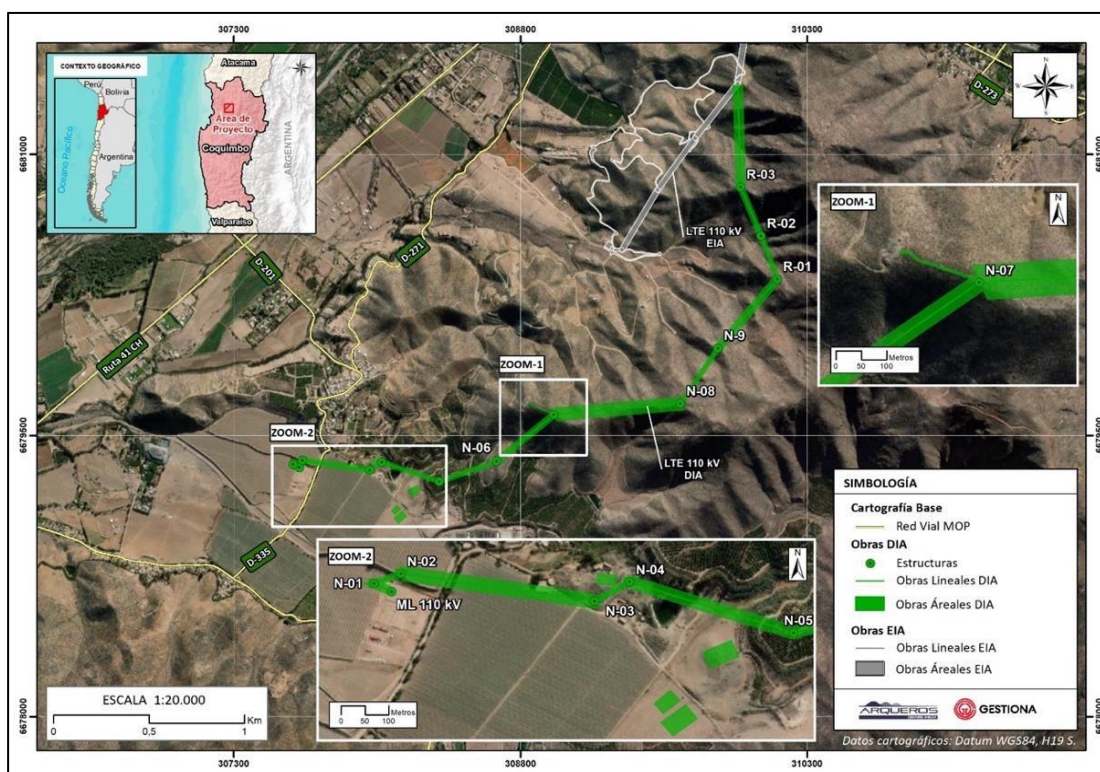 307300
308800
310300
CONTEXTO GEOGRÁFICO
Perú
Bolivia
Argentina
Océano Pacífico
Atacama
Área de
Proyecto
Coquimbo
ARGENTINA
Valparaíso
N
W
E
S
D-273
6681000
6681000
R-03
D-271
LTE 110 kV
EIA
R-02
D-201
R-01
ZOOM-1
N
N-07
0 50 100
Metros
Ruta 41 CH
N-9
ZOOM-1
N-08
6679500
6679500
ZOOM-2
N-06
LTE 110 kV
DIA
D-335
SIMBOLOGÍA
Cartografía Base
Red Vial MOP
Obras DIA
Estructuras
Obras Lineales DIA
Obras Áreales DIA
Obras EIA
Obras Lineales EIA
Obras Áreales EIA
ARQUEROS
GESTIONA
ZOOM-2
N
N-01
N-02
ML 110 kV
N-03
N-04
N-05
0 50 100
Metros
ESCALA 1:20.000
0 0,5 1
Km
6678000
6678000
Datos cartográficos: Datum WGS84, H19 S.
307300
308800
310300